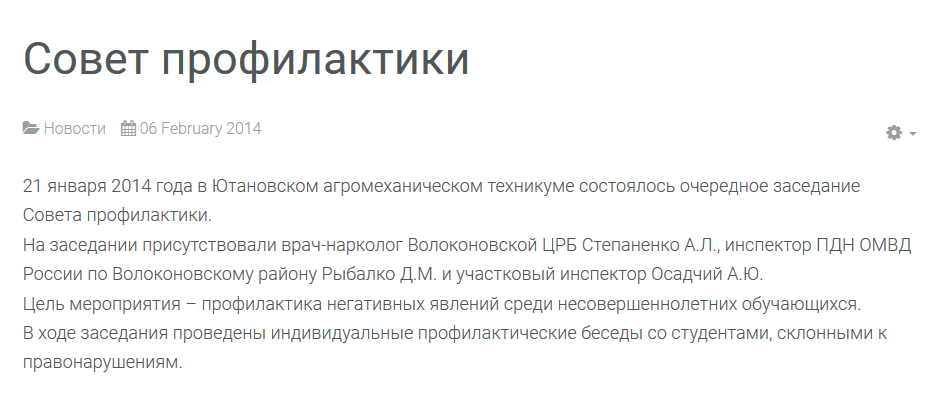 Совет профилактики
Новости 06 February 2014
21 января 2014 года в Ютановском агромеханическом техникуме состоялось очередное заседание
Совета профилактики.
На заседании присутствовали врач-нарколог Волоконовской ЦРБ Степаненко А.Л., инспектор ПДН ОМВД
России по Волоконовскому району Рыбалко Д.М. и участковый инспектор Осадчий А.Ю.
Цель мероприятия – профилактика негативных явлений среди несовершеннолетних обучающихся.
В ходе заседания проведены индивидуальные профилактические беседы со студентами, склонными к
правонарушениям.